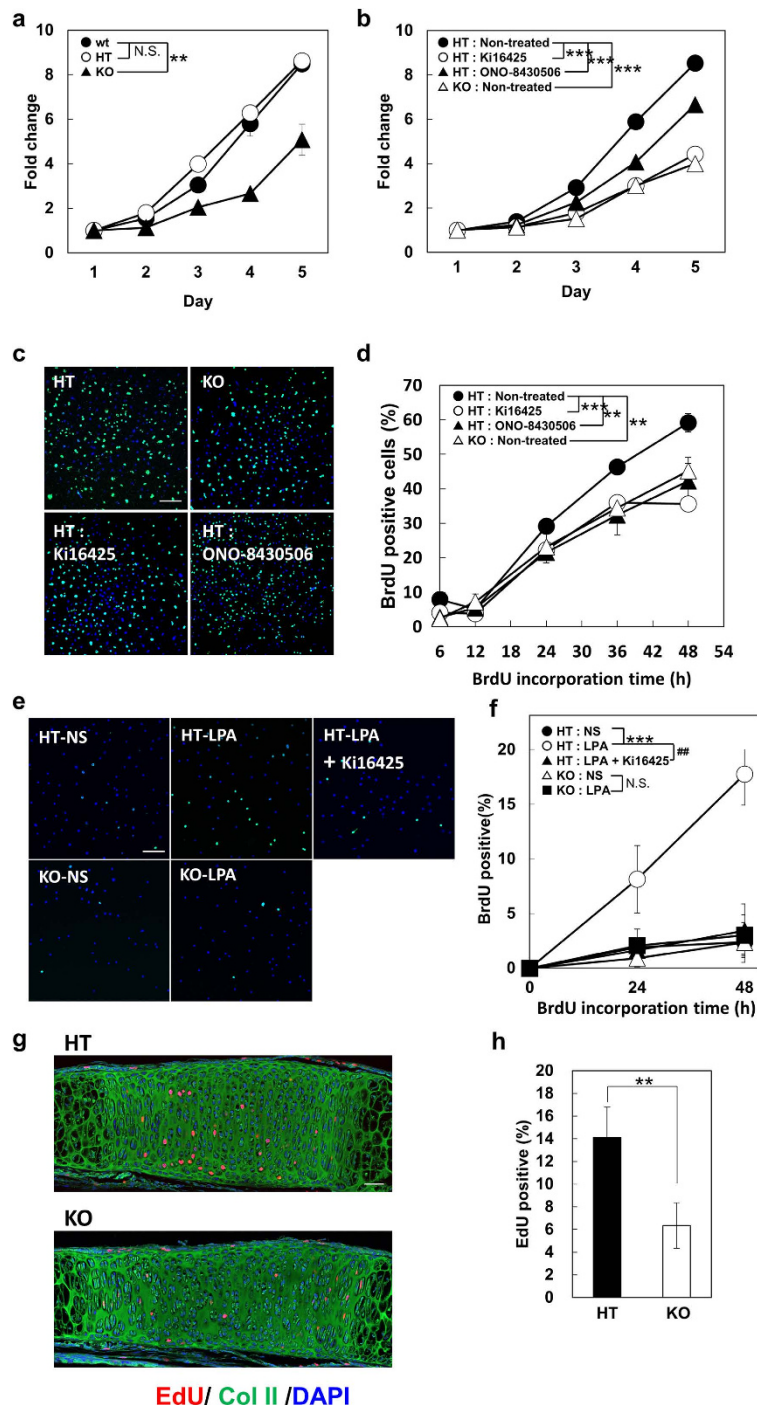 a
10
8
6
4
2
0
Fold change
1 2 3 4 5
Day
wt
HT
KO
N.S.
**
b
10
8
6
4
2
0
Fold change
1 2 3 4 5
Day
HT : Non-treated
HT : Ki16425
HT : ONO-8430506
KO : Non-treated
***
***
***
c
HT
KO
HT :
Ki16425
HT :
ONO-8430506
d
70
60
50
40
30
20
10
0
BrdU positive cells (%)
6 12 18 24 30 36 42 48 54
BrdU incorporation time (h)
HT : Non-treated
HT : Ki16425
HT : ONO-8430506
KO : Non-treated
***
**
**
e
HT-NS
HT-LPA
HT-LPA
+ Ki16425
KO-NS
KO-LPA
f
20
15
10
5
0
BrdU positive(%)
0 24 48
BrdU incorporation time (h)
HT : NS
HT : LPA
HT : LPA + Ki16425
KO : NS
KO : LPA
***
##
N.S.
g
HT
KO
EdU/ Col II /DAPI
h
20
18
16
14
12
10
8
6
4
2
0
EdU positive (%)
**
HT KO